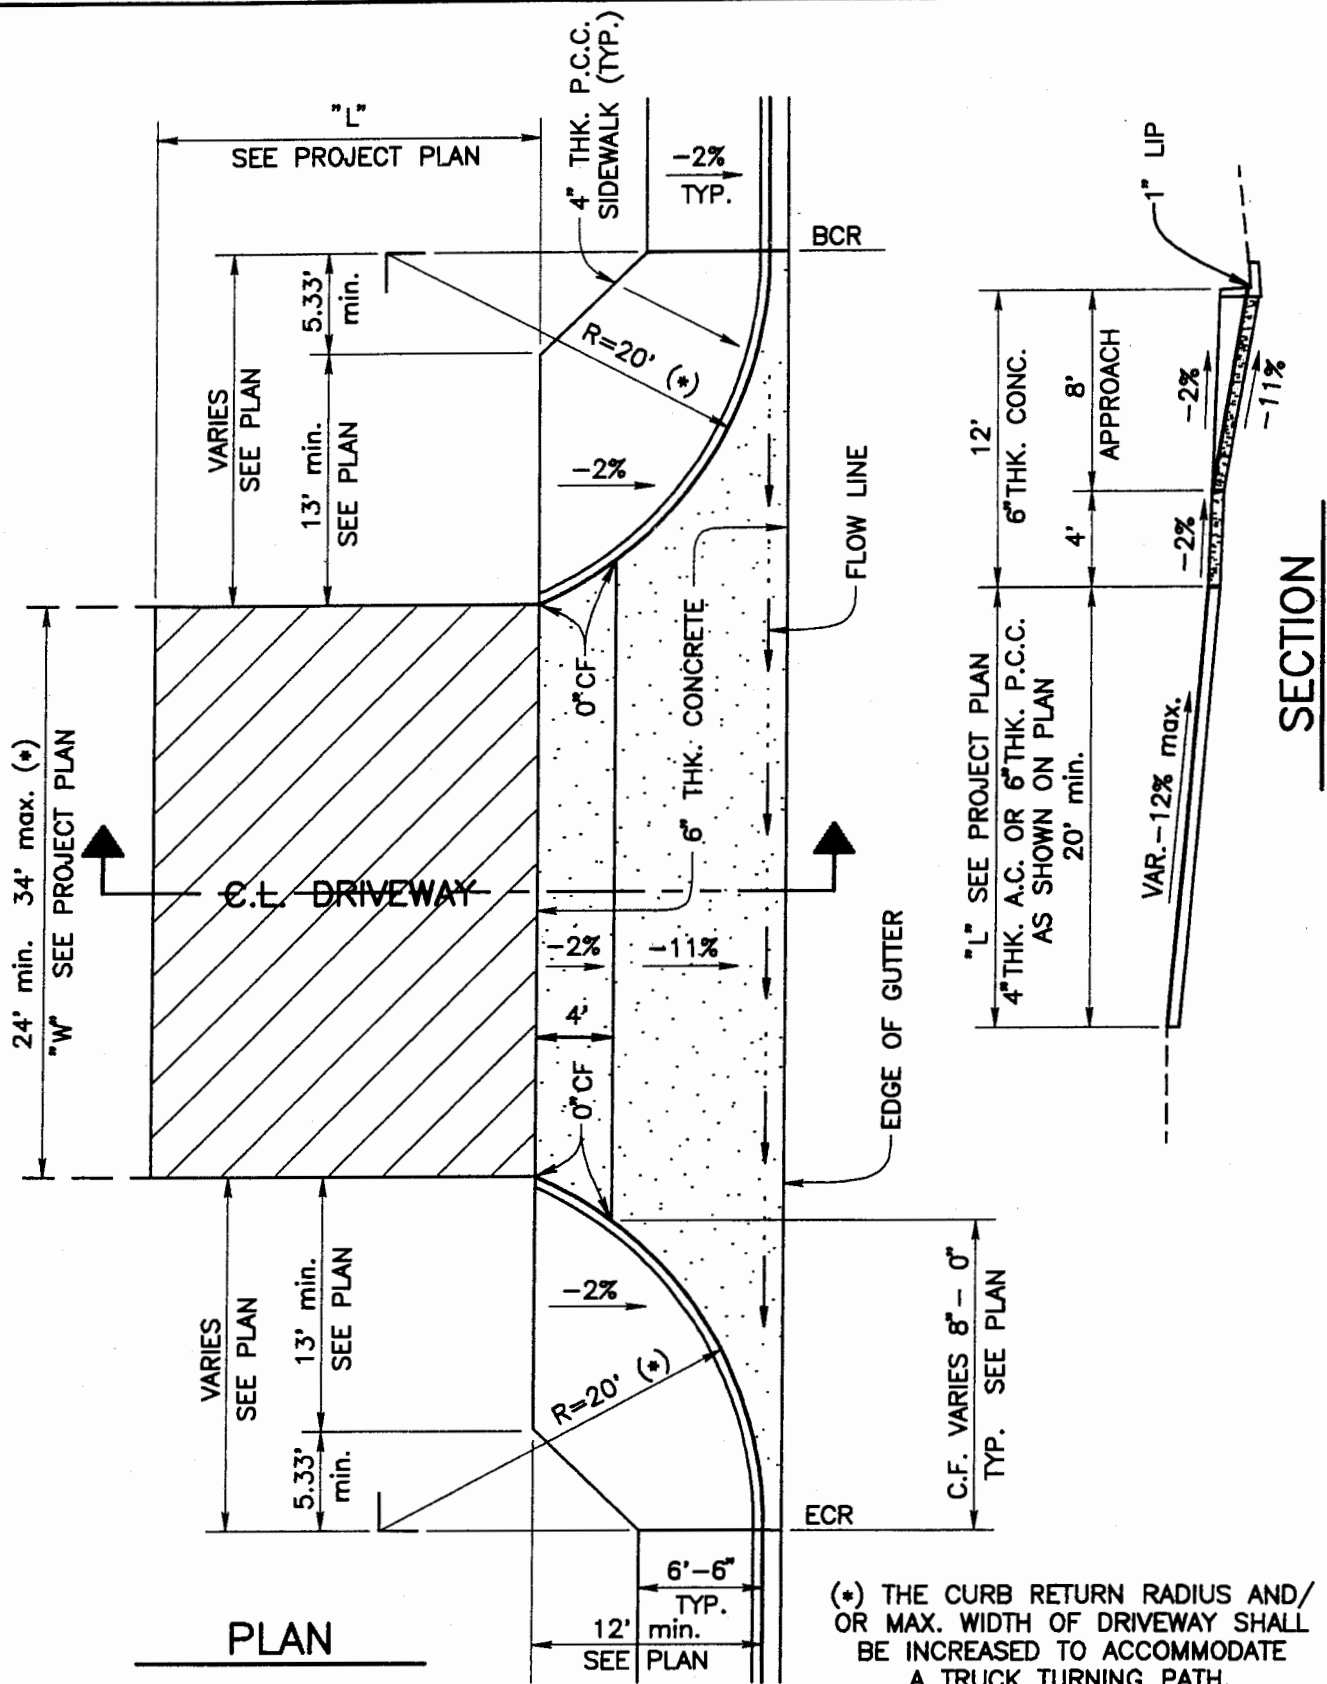 "L"
SEE PROJECT PLAN
4" THK. P.C.C.
SIDEWALK (TYP.)
-2%
TYP.
BCR
1" LIP
VARIES
SEE PLAN
5.33'
min.
13' min.
SEE PLAN
R=20' (*)
-2%
FLOW LINE
12'
6" THK. CONC.
8'
APPROACH
4'
-2%
-11%
-2%
24' min. 34' max. (*)
"W" SEE PROJECT PLAN
0" CF
6" THK. CONCRETE
C.L. DRIVEWAY
-2%
-11%
4'
0" CF
EDGE OF GUTTER
"L" SEE PROJECT PLAN
4" THK. A.C. OR 6" THK. P.C.C.
AS SHOWN ON PLAN
20' min.
VAR.-12% max.
SECTION
VARIES
SEE PLAN
13' min.
SEE PLAN
5.33'
min.
-2%
R=20' (*)
C.F. VARIES 8" - 0"
TYP. SEE PLAN
ECR
6'-6"
TYP.
12' min.
SEE PLAN
PLAN
(*) THE CURB RETURN RADIUS AND/
OR MAX. WIDTH OF DRIVEWAY SHALL
BE INCREASED TO ACCOMMODATE
A TRUCK TURNING PATH.